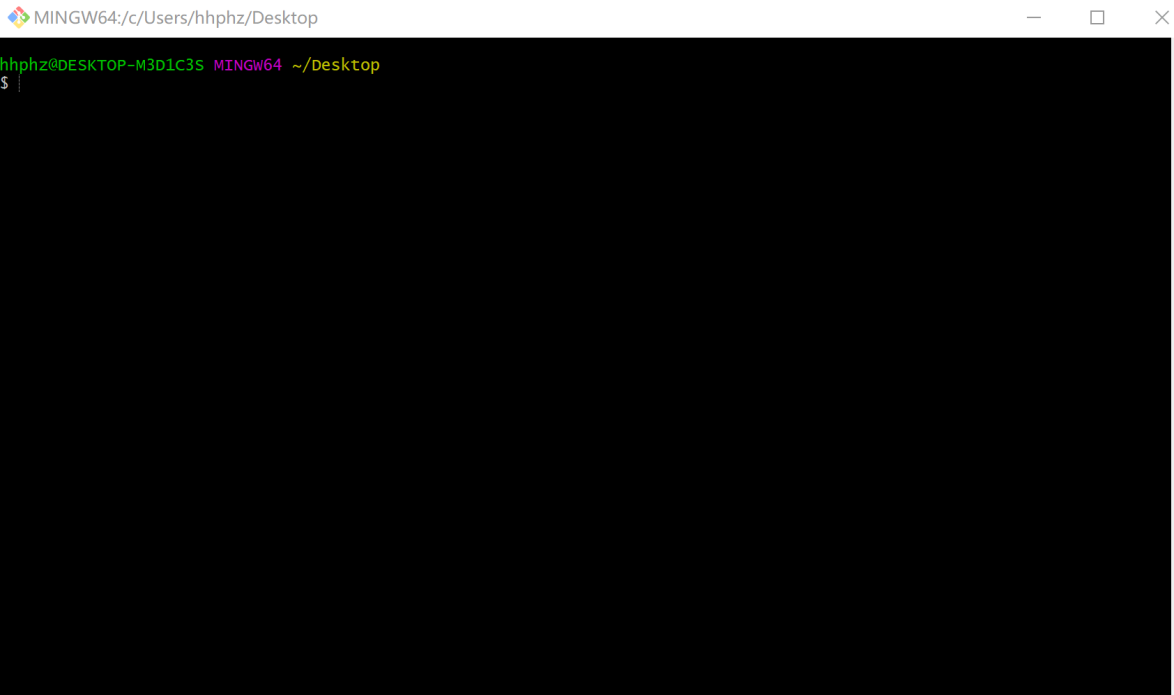 MINGW64:/c/Users/hhphz/Desktop
hhphz@DESKTOP-M3D1C3S MINGW64 ~/Desktop
$